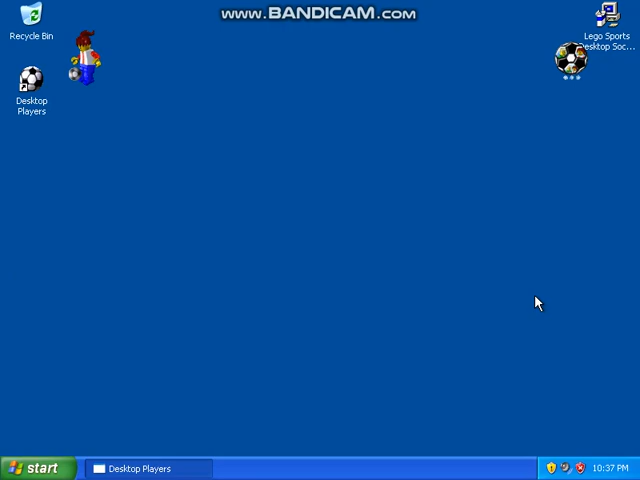 www.BANDICAM.com
Recycle Bin
Desktop
Players
Lego Sports
Desktop Soc...
start
Desktop Players
10:37 PM